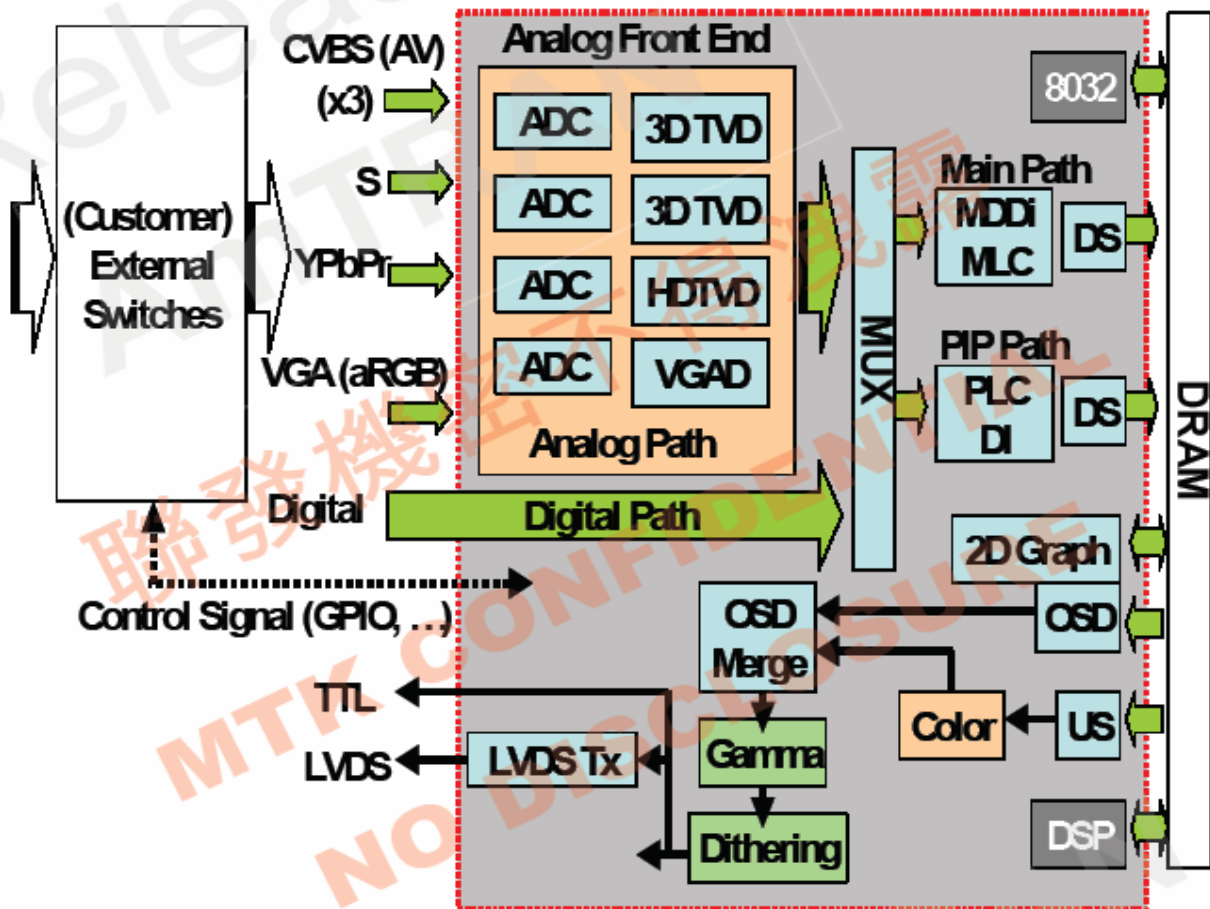 Analog Front End
CVBS (AV)
(x3)
S
YPbPr
VGA (aRGB)
Digital
(Customer)
External
Switches
ADC
3D TVD
ADC
3D TVD
ADC
HDTVD
ADC
VGAD
Analog Path
Digital Path
MUX
8032
Main Path
MDDi
MLC
DS
PIP Path
PLC
DI
DS
DRAM
2D Graph
OSD
OSD
Merge
Control Signal (GPIO, …)
TTL
LVDS
LVDS Tx
Gamma
Color
US
Dithering
DSP
聯發機密不得洩露
MTK CONFIDENTIAL
NO DISCLOSURE
AmTRAN